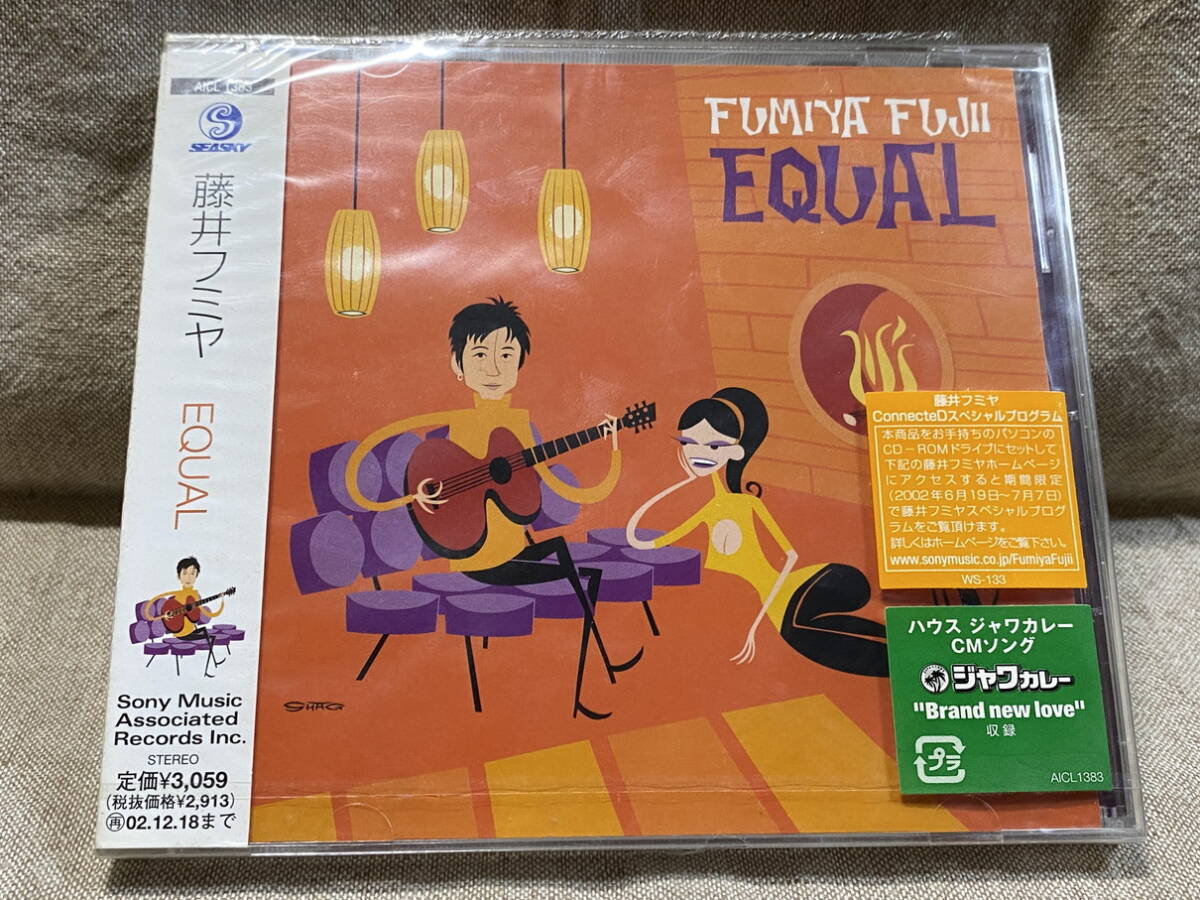 AICL 1383
SEASKY
藤井フミヤ
EQUAL
Sony Music
Associated
Records Inc.
STEREO
定価¥3,059
(税抜価格¥2,913)
再02.12.18まで
FUMIYA FUJII
EQUAL
SHAG
藤井フミヤ
ConnecteDスペシャルプログラム
本商品をお手持ちのパソコンの
CD-ROMドライブにセットして
下記の藤井フミヤホームページ
にアクセスすると期間限定
(2002年6月19日~7月7日)
で藤井フミヤスペシャルプログ
ラムをご覧頂けます。
詳しくはホームページをご覧下さい。
www.sonymusic.co.jp/FumiyaFujii
WS-133
ハウス ジャワカレー
CMソング
ジャワカレー
"Brand new love"
収録
プラ
AICL1383